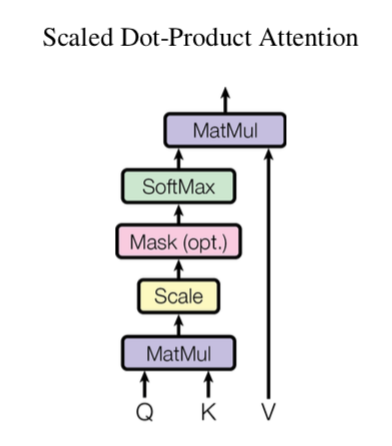 Scaled Dot-Product Attention
MatMul
SoftMax
Mask (opt.)
Scale
MatMul
Q K V